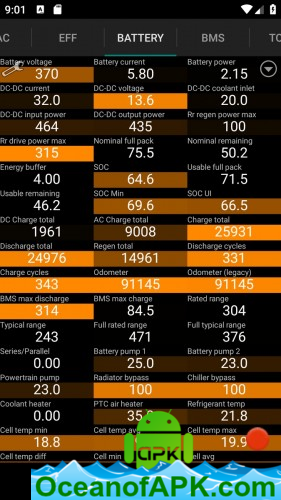 9:01
AC EFF BATTERY BMS TO
Battery voltage Battery current Battery power
370 5.80 2.15
DC-DC current DC-DC voltage DC-DC coolant inlet
32.0 13.6 20.0
DC-DC input power DC-DC output power Rr regen power max
464 435 100
Rr drive power max Nominal full pack Nominal remaining
315 75.5 50.2
Energy buffer SOC Usable full pack
4.00 64.6 71.5
Usable remaining SOC Min SOC UI
46.2 69.6 66.5
DC Charge total AC Charge total Charge total
1961 9008 25931
Discharge total Regen total Discharge cycles
24976 14961 331
Charge cycles Odometer Odometer (legacy)
343 91145 91145
BMS max discharge BMS max charge Rated range
314 84.5 304
Typical range Full rated range Full typical range
243 471 376
Series/Parallel Battery pump 1 Battery pump 2
0.00 25.0 23.0
Powertrain pump Radiator bypass Chiller bypass
23.0 100 100
Coolant heater PTC air heater Refrigerant temp
0.00 35. 21.8
Cell temp min Cell temp avg Cell temp max
18.8 19.9
Cell temp diff Cell min Cell avg
apk
OceanofAPK.com